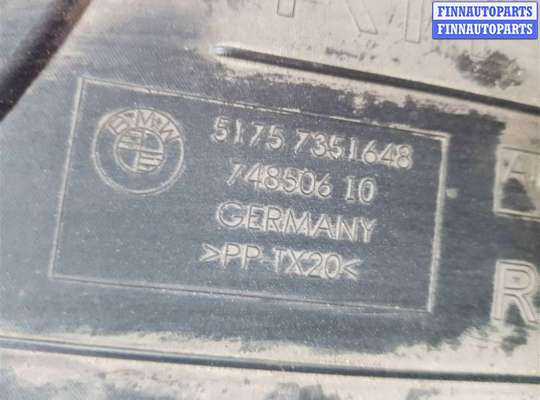 FINNAUTOPARTS
FINNAUTOPARTS
BMW
5175 7351648
748506 10
GERMANY
>PP-TX20<
R